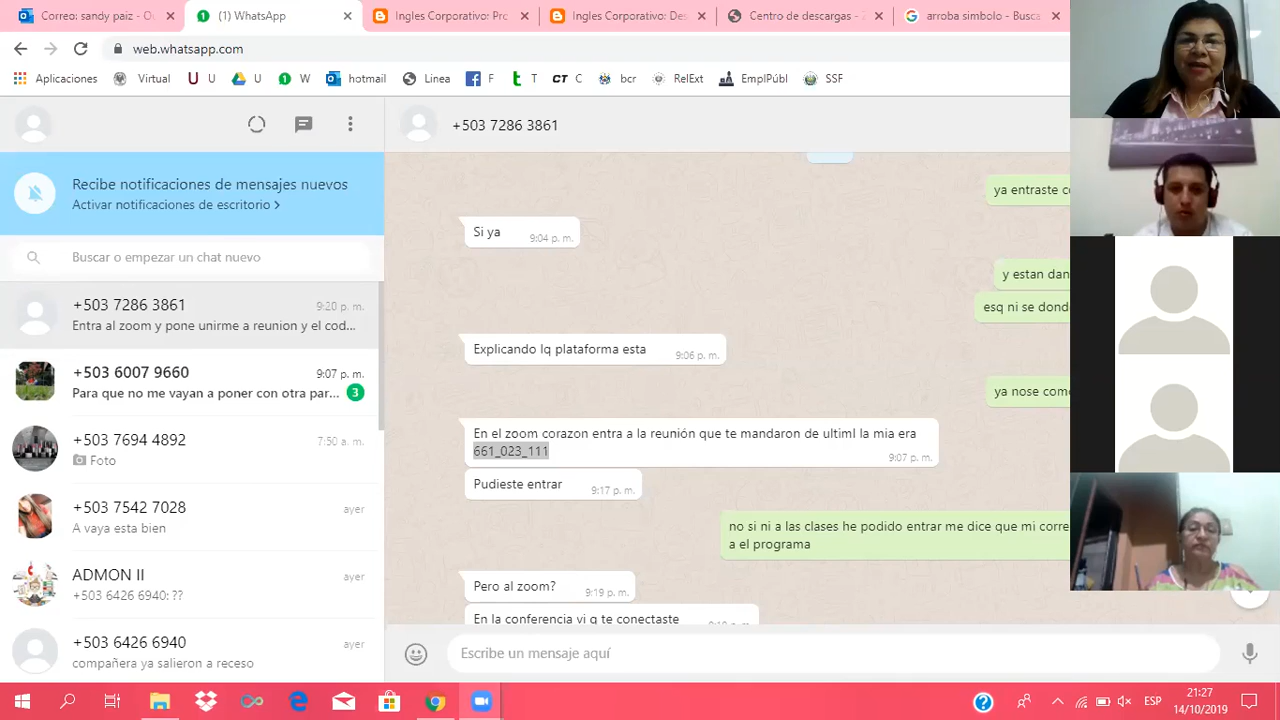 Correo: sandy paiz - O
(1) WhatsApp
Ingles Corporativo: Pro
Ingles Corporativo: Des
Centro de descargas -
arroba simbolo - Busca
web.whatsapp.com
Aplicaciones
Virtual
U
U
W
hotmail
Linea
F
T
C
bcr
RelExt
EmplPúbl
SSF
+503 7286 3861
Recibe notificaciones de mensajes nuevos
Activar notificaciones de escritorio >
Buscar o empezar un chat nuevo
+503 7286 3861
9:20 p. m.
Entra al zoom y pone unirme a reunion y el cod...
+503 6007 9660
9:07 p. m.
Para que no me vayan a poner con otra par...
3
+503 7694 4892
7:50 a. m.
Foto
+503 7542 7028
ayer
A vaya esta bien
ADMON II
ayer
+503 6426 6940: ??
+503 6426 6940
ayer
compañera ya salieron a receso
ya entraste co
Si ya
9:04 p. m.
y estan dan
esq ni se dond
Explicando lq plataforma esta
9:06 p. m.
ya nose como
En el zoom corazon entra a la reunión que te mandaron de ultiml la mia era
661_023_111
9:07 p. m.
Pudieste entrar
9:17 p. m.
no si ni a las clases he podido entrar me dice que mi corre
a el programa
Pero al zoom?
9:19 p. m.
En la conferencia vi q te conectaste
Escribe un mensaje aquí
ESP
21:27
14/10/2019